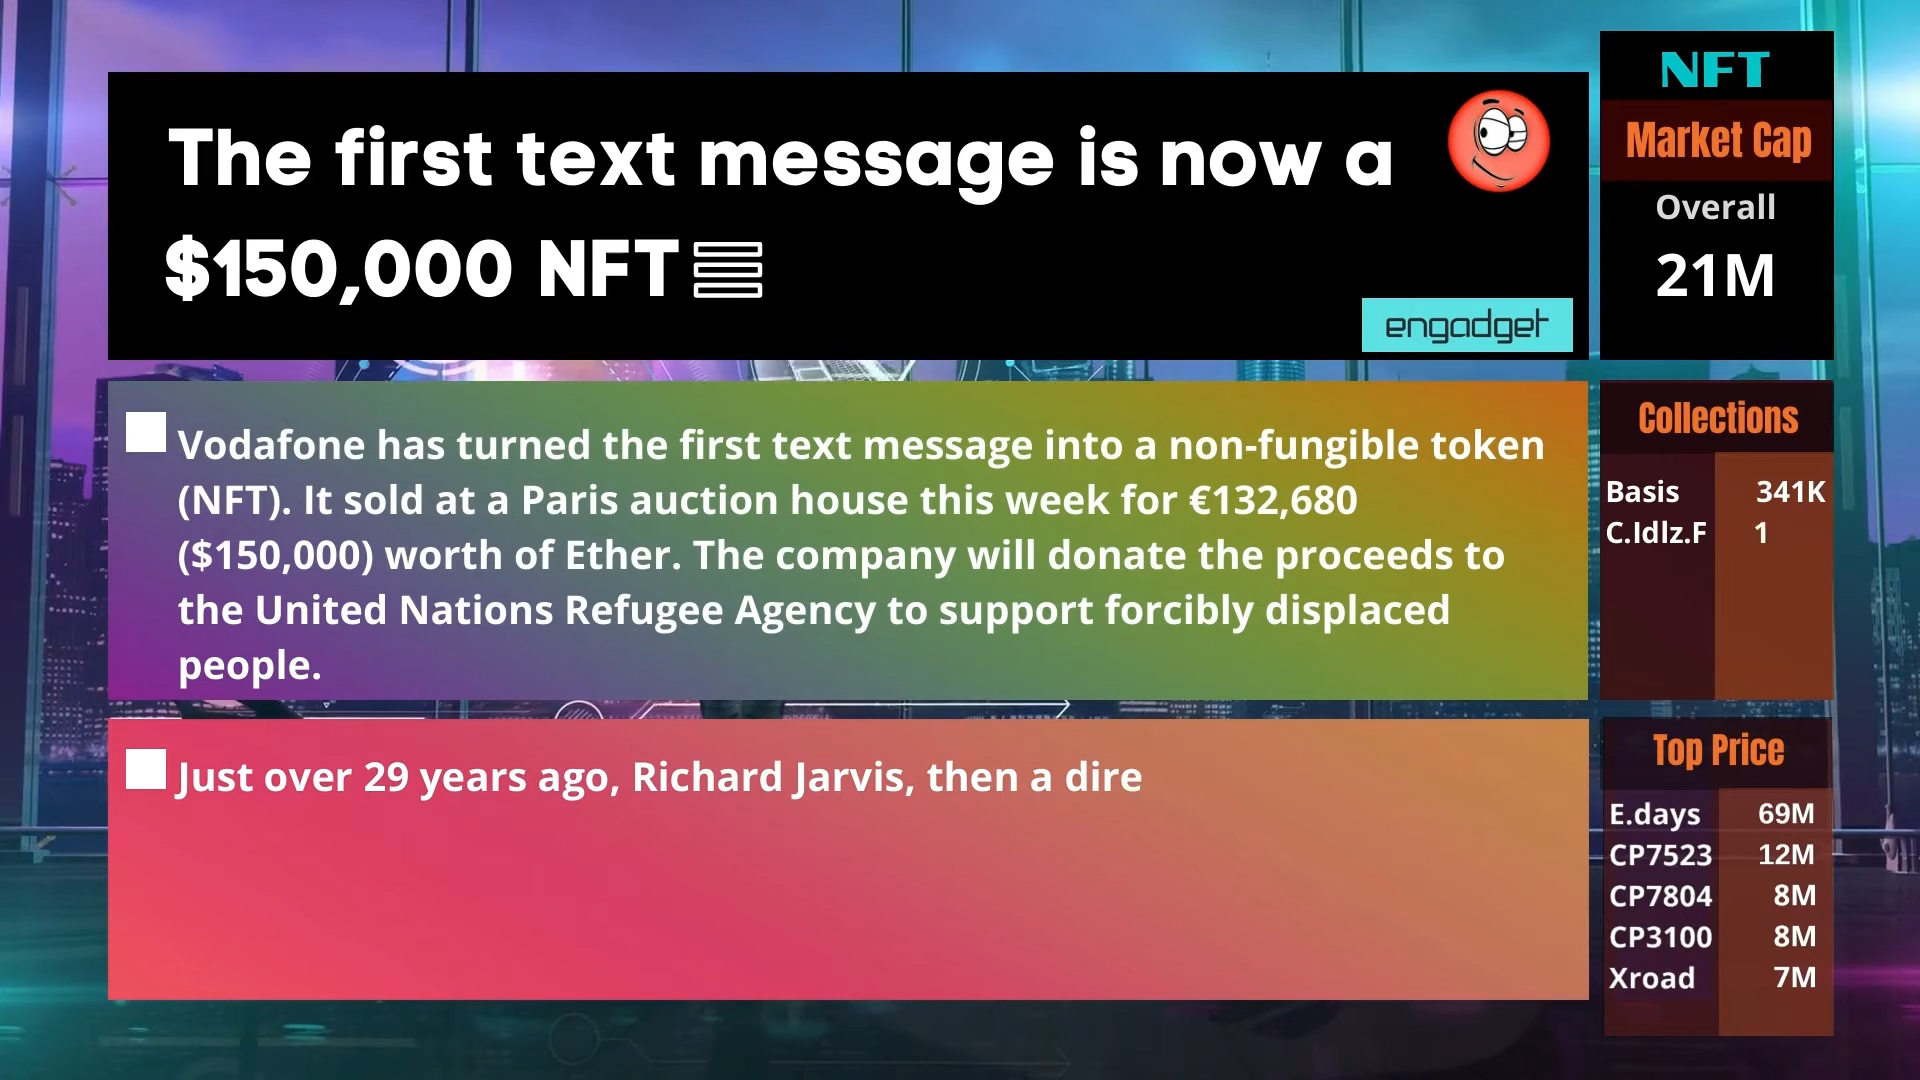 The first text message is now a
$150,000 NFT
engadget
Vodafone has turned the first text message into a non-fungible token
(NFT). It sold at a Paris auction house this week for €132,680
($150,000) worth of Ether. The company will donate the proceeds to
the United Nations Refugee Agency to support forcibly displaced
people.
Just over 29 years ago, Richard Jarvis, then a dire
NFT
Market Cap
Overall
21M
Collections
Basis 341K
C.Idlz.F 1
Top Price
E.days 69M
CP7523 12M
CP7804 8M
CP3100 8M
Xroad 7M